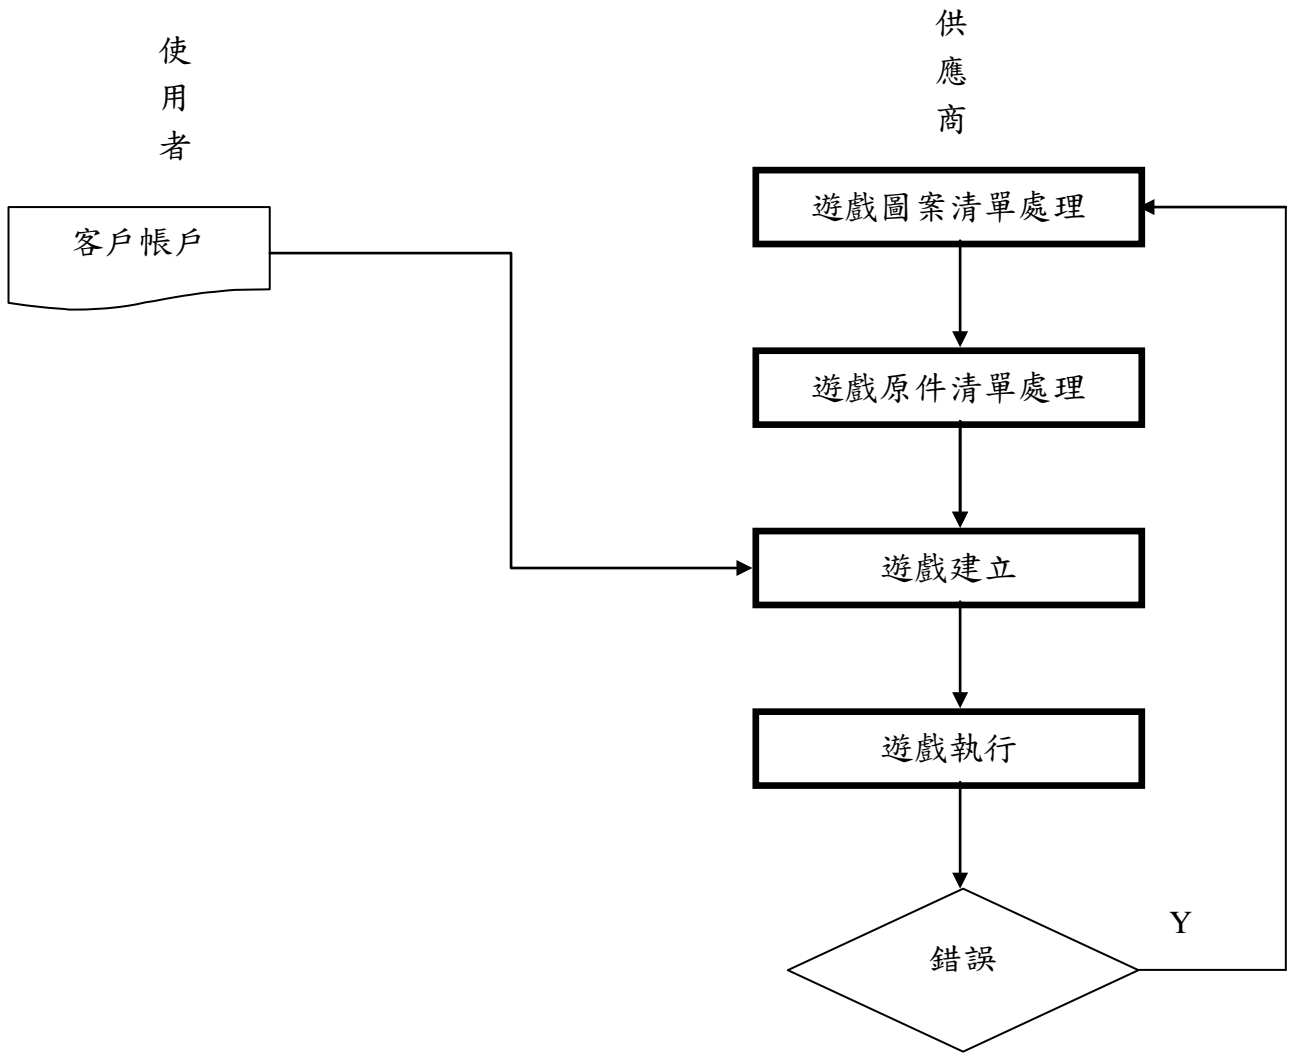 使用者
供應商
客戶帳戶
遊戲圖案清單處理
遊戲原件清單處理
遊戲建立
遊戲執行
錯誤
Y